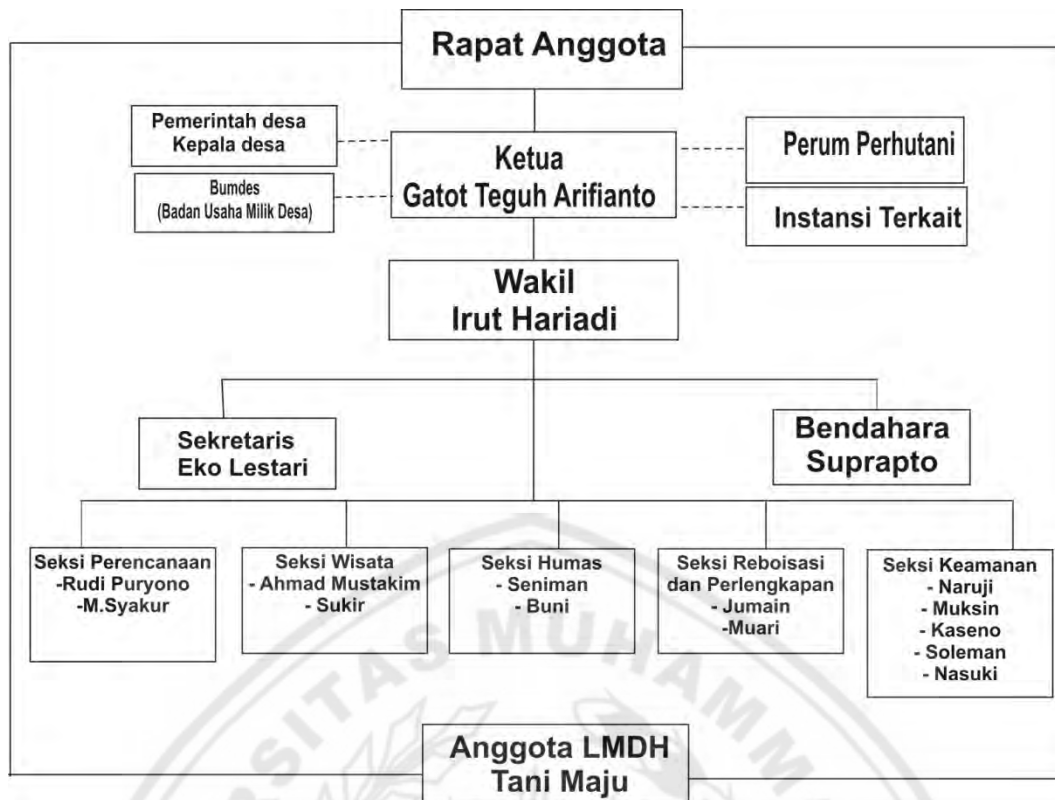 Rapat Anggota
Pemerintah desa
Kepala desa
Bumdes
(Badan Usaha Milik Desa)
Ketua
Gatot Teguh Arifianto
Perum Perhutani
Instansi Terkait
Wakil
Irut Hariadi
Sekretaris
Eko Lestari
Bendahara
Suprapto
Seksi Perencanaan
-Rudi Puryono
-M.Syakur
Seksi Wisata
- Ahmad Mustakim
- Sukir
Seksi Humas
- Seniman
- Buni
Seksi Reboisasi
dan Perlengkapan
- Jumain
-Muari
Seksi Keamanan
- Naruji
- Muksin
- Kaseno
- Soleman
- Nasuki
SITAS MUHAMM
Anggota LMDH
Tani Maju